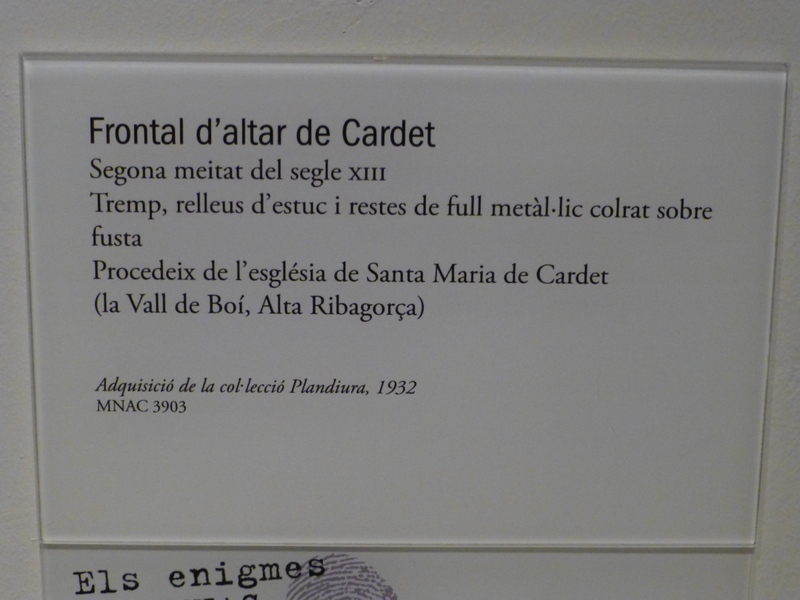 Frontal d'altar de Cardet
Segona meitat del segle XIII
Tremp, relleus d'estuc i restes de full metàl·lic colrat sobre
fusta
Procedeix de l'església de Santa Maria de Cardet
(la Vall de Boí, Alta Ribagorça)
Adquisició de la col·lecció Plandiura, 1932
MNAC 3903
Els enigmes